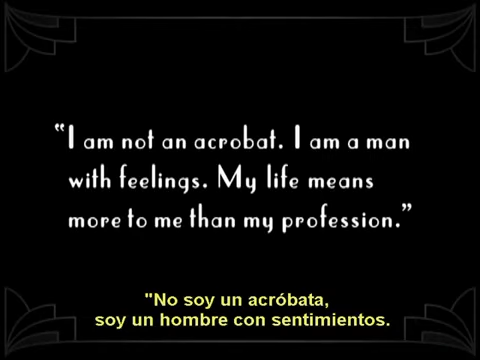 “I am not an acrobat. I am a man
with feelings. My life means
more to me than my profession.”
"No soy un acróbata,
soy un hombre con sentimientos.